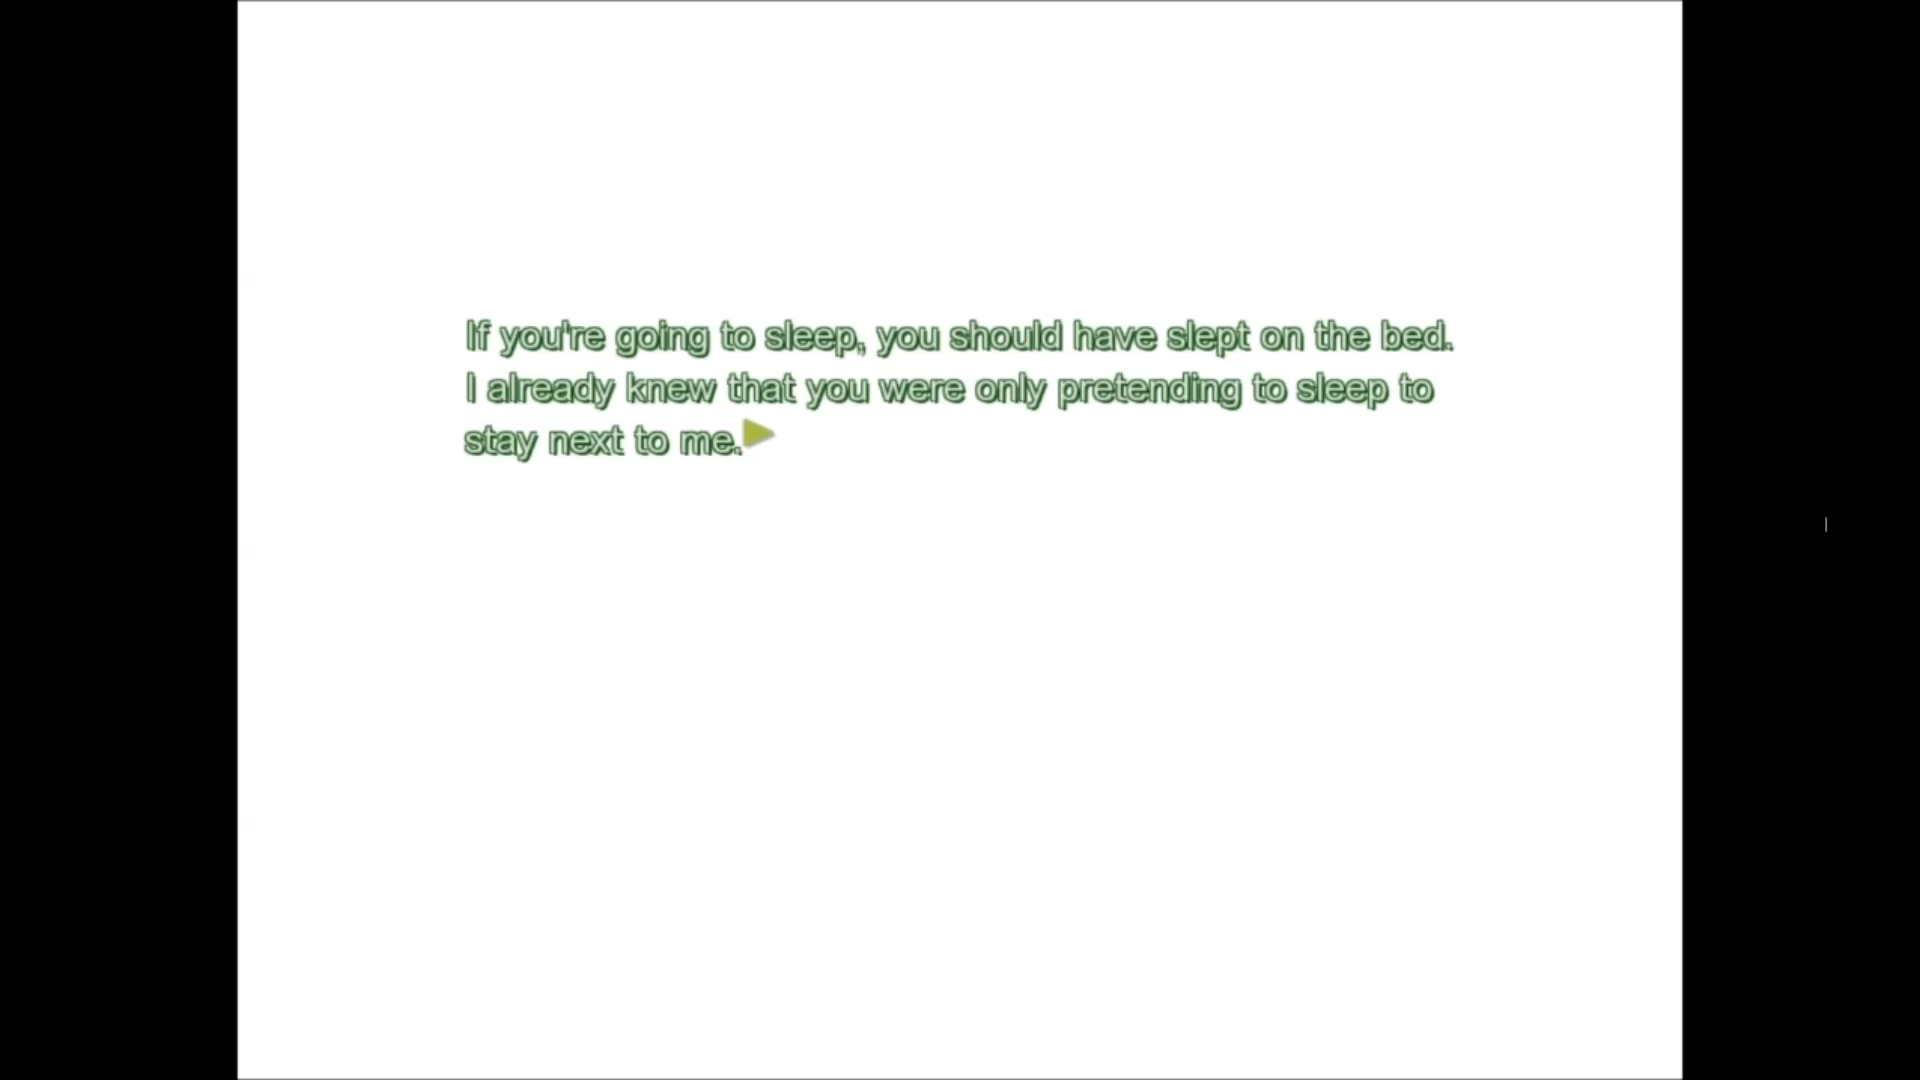 If you're going to sleep, you should have slept on the bed.
I already knew that you were only pretending to sleep to
stay next to me.